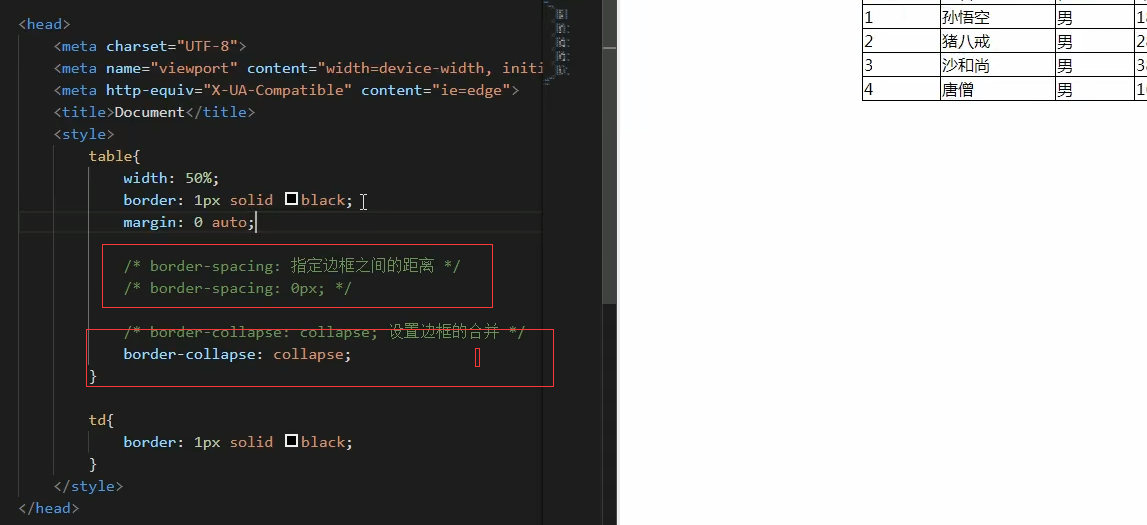 <head>
<meta charset="UTF-8">
<meta name="viewport" content="width=device-width, initi
<meta http-equiv="X-UA-Compatible" content="ie=edge">
<title>Document</title>
<style>
table{
width: 50%;
border: 1px solid black;
margin: 0 auto;
/* border-spacing: 指定边框之间的距离 */
/* border-spacing: 0px; */
/* border-collapse: collapse; 设置边框的合并 */
border-collapse: collapse;
}
td{
border: 1px solid black;
}
</style>
</head>
1 孙悟空 男
2 猪八戒 男
3 沙和尚 男
4 唐僧 男